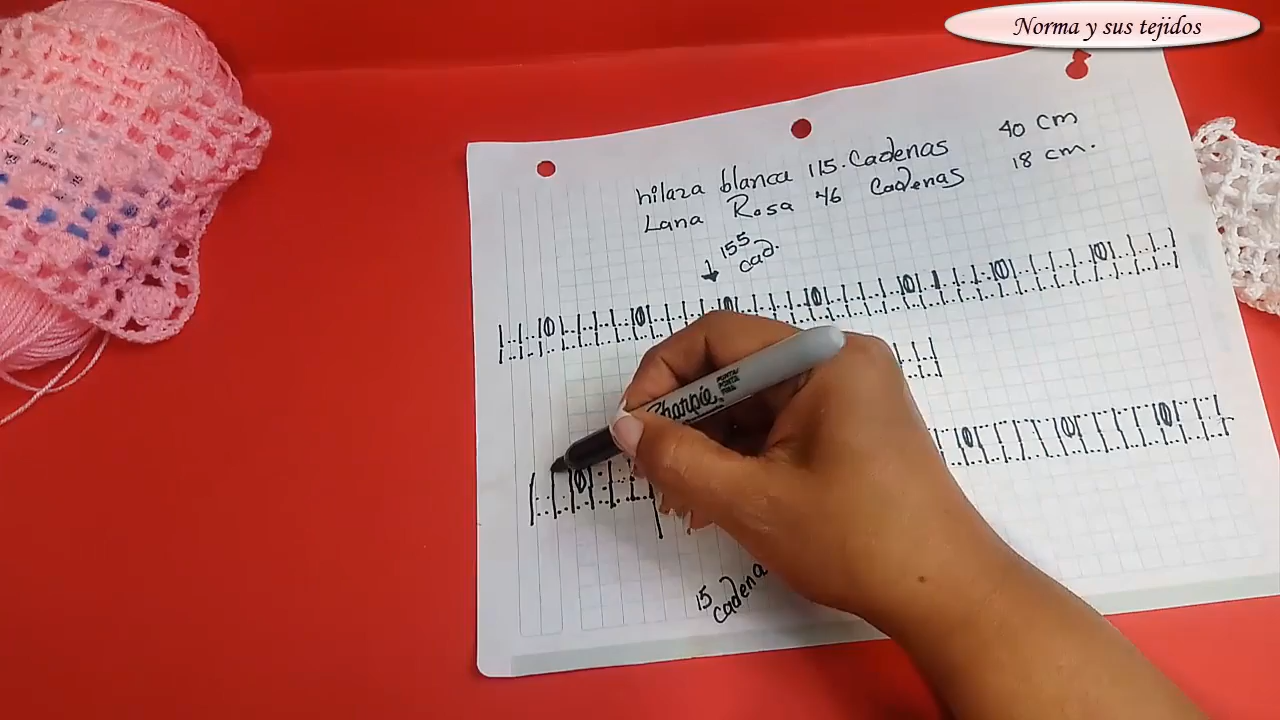 Norma y sus tejidos
hilaza blanca 115. Cadenas 40 cm
Lana Rosa 46 Cadenas 18 cm.
155
cad.
Sharpie
15
cadena